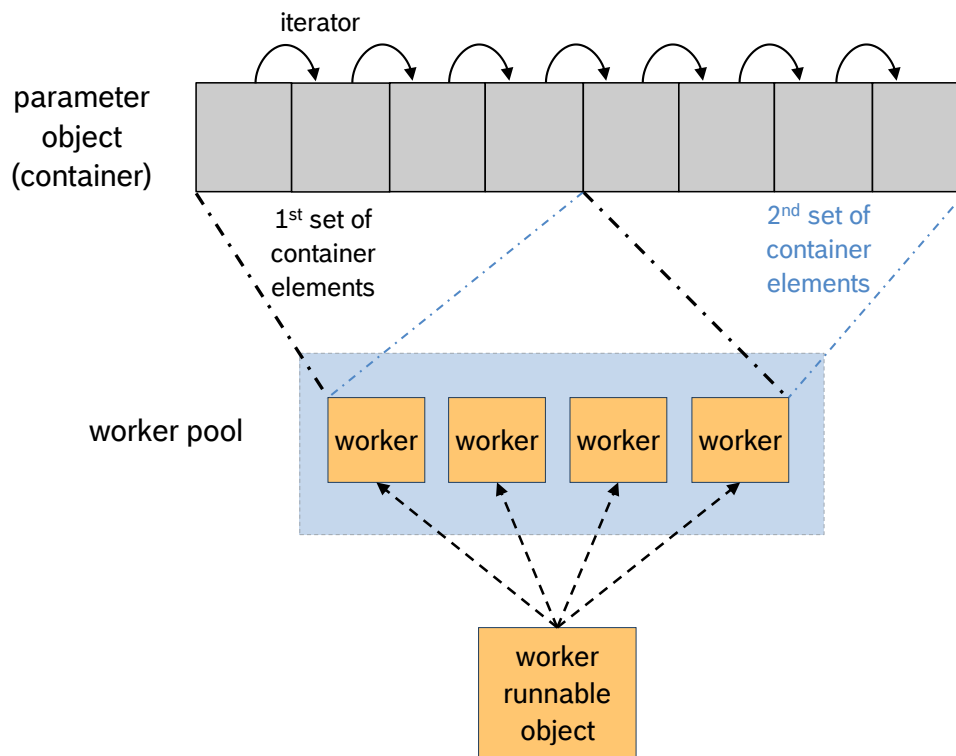 iterator
parameter
object
(container)
1st set of
container
elements
2nd set of
container
elements
worker pool
worker
worker
worker
worker
worker
runnable
object